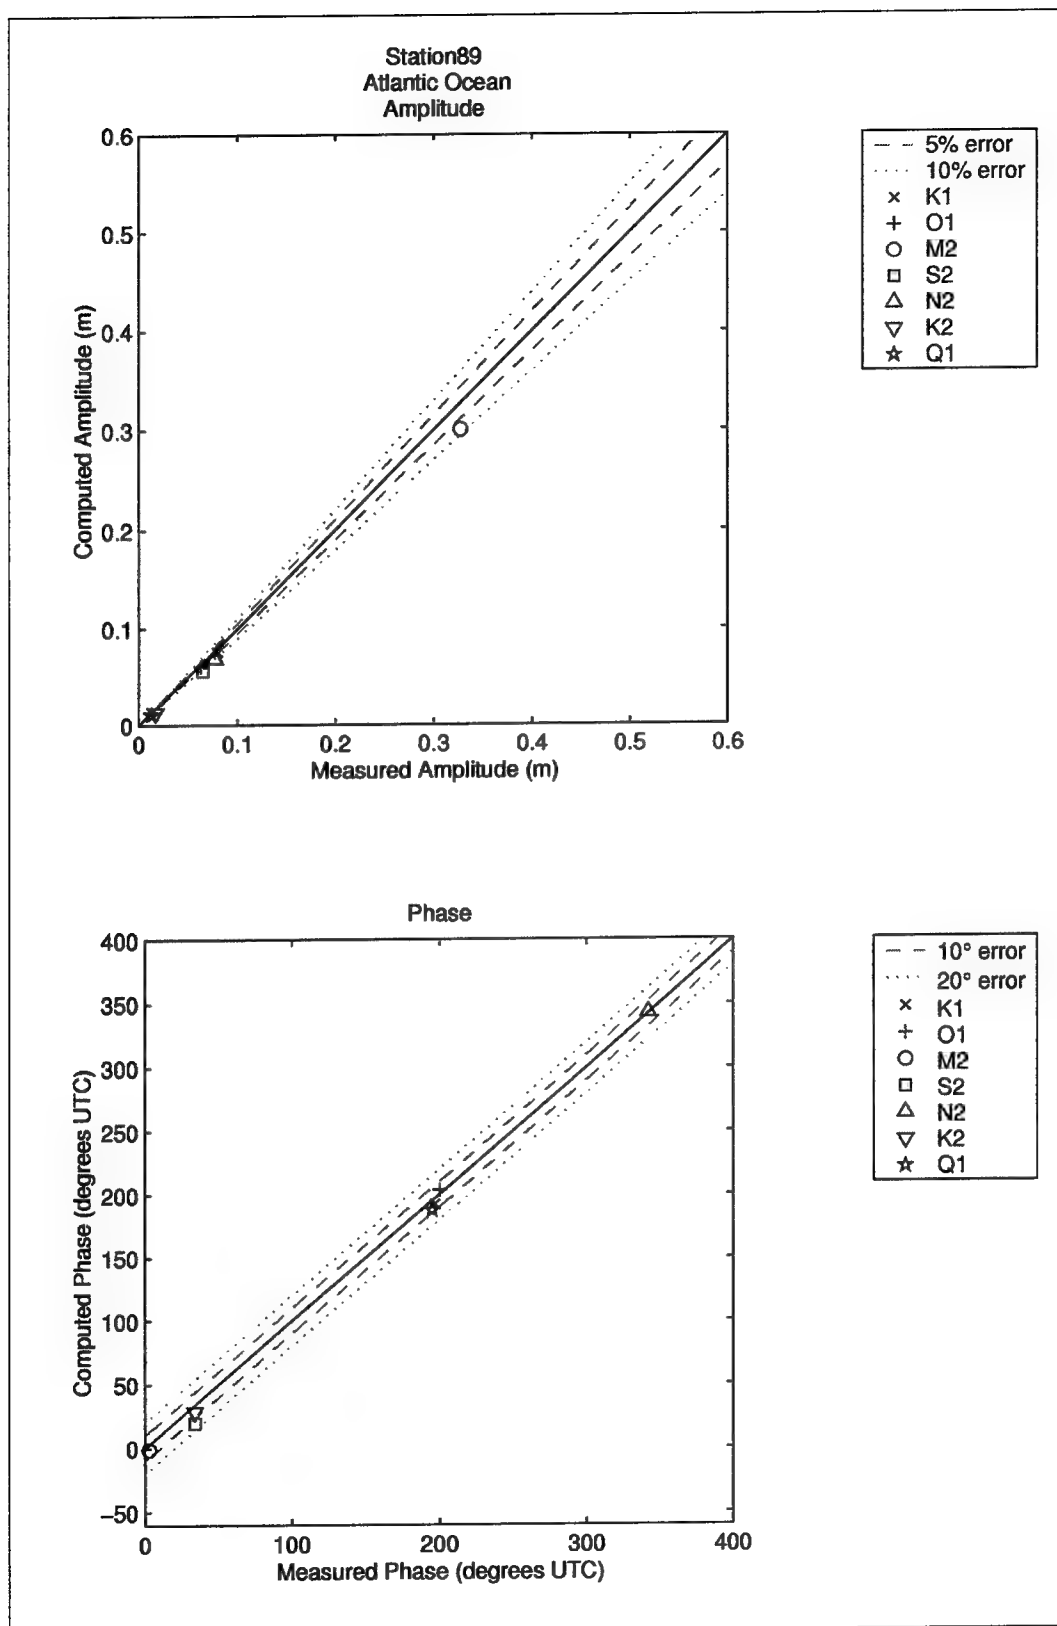 Station89
Atlantic Ocean
Amplitude
0.6
0.5
0.4
0.3
0.2
0.1
0
Computed Amplitude (m)
0 0.1 0.2 0.3 0.4 0.5 0.6
Measured Amplitude (m)
5% error
10% error
K1
O1
M2
S2
N2
K2
Q1
Phase
400
350
300
250
200
150
100
50
0
−50
Computed Phase (degrees UTC)
0 100 200 300 400
Measured Phase (degrees UTC)
10° error
20° error
K1
O1
M2
S2
N2
K2
Q1